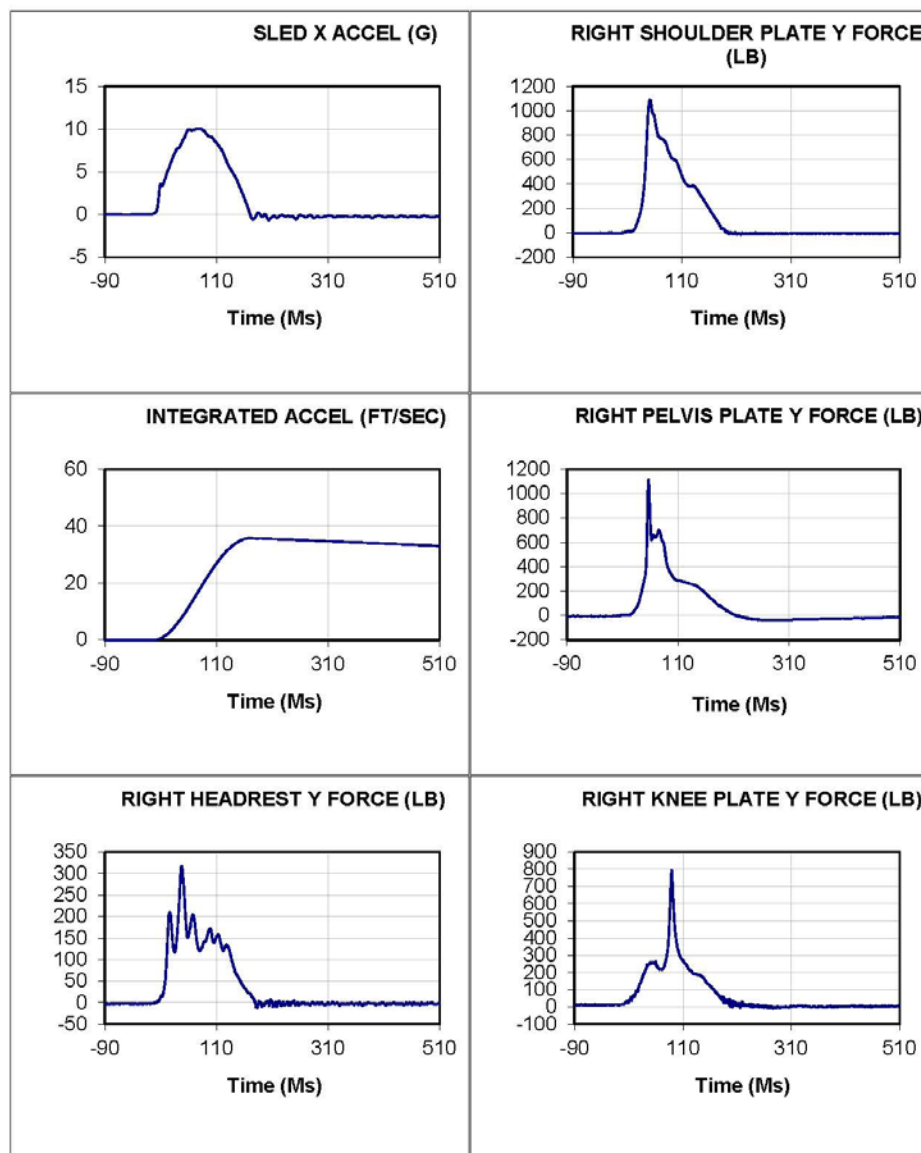 SLED X ACCEL (G)
15
10
5
0
-5
-90 110 310 510
Time (Ms)
RIGHT SHOULDER PLATE Y FORCE
(LB)
1200
1000
800
600
400
200
0
-200
-90 110 310 510
Time (Ms)
INTEGRATED ACCEL (FT/SEC)
60
40
20
0
-90 110 310 510
Time (Ms)
RIGHT PELVIS PLATE Y FORCE (LB)
1200
1000
800
600
400
200
0
-200
-90 110 310 510
Time (Ms)
RIGHT HEADREST Y FORCE (LB)
350
300
250
200
150
100
50
0
-50
-90 110 310 510
Time (Ms)
RIGHT KNEE PLATE Y FORCE (LB)
900
800
700
600
500
400
300
200
100
0
-100
-90 110 310 510
Time (Ms)